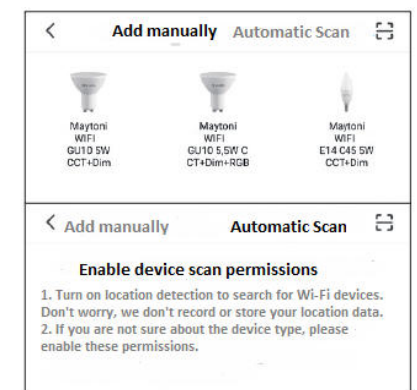 Add manually Automatic Scan
Maytoni
WIFI
GU10 5W
CCT+Dim
Maytoni
WIFI
GU10 5,5W C
CT+Dim+RGB
Maytoni
WIFI
E14 C45 5W
CCT+Dim
Add manually Automatic Scan
Enable device scan permissions
1. Turn on location detection to search for Wi-Fi devices.
Don't worry, we don't record or store your location data.
2. If you are not sure about the device type, please
enable these permissions.